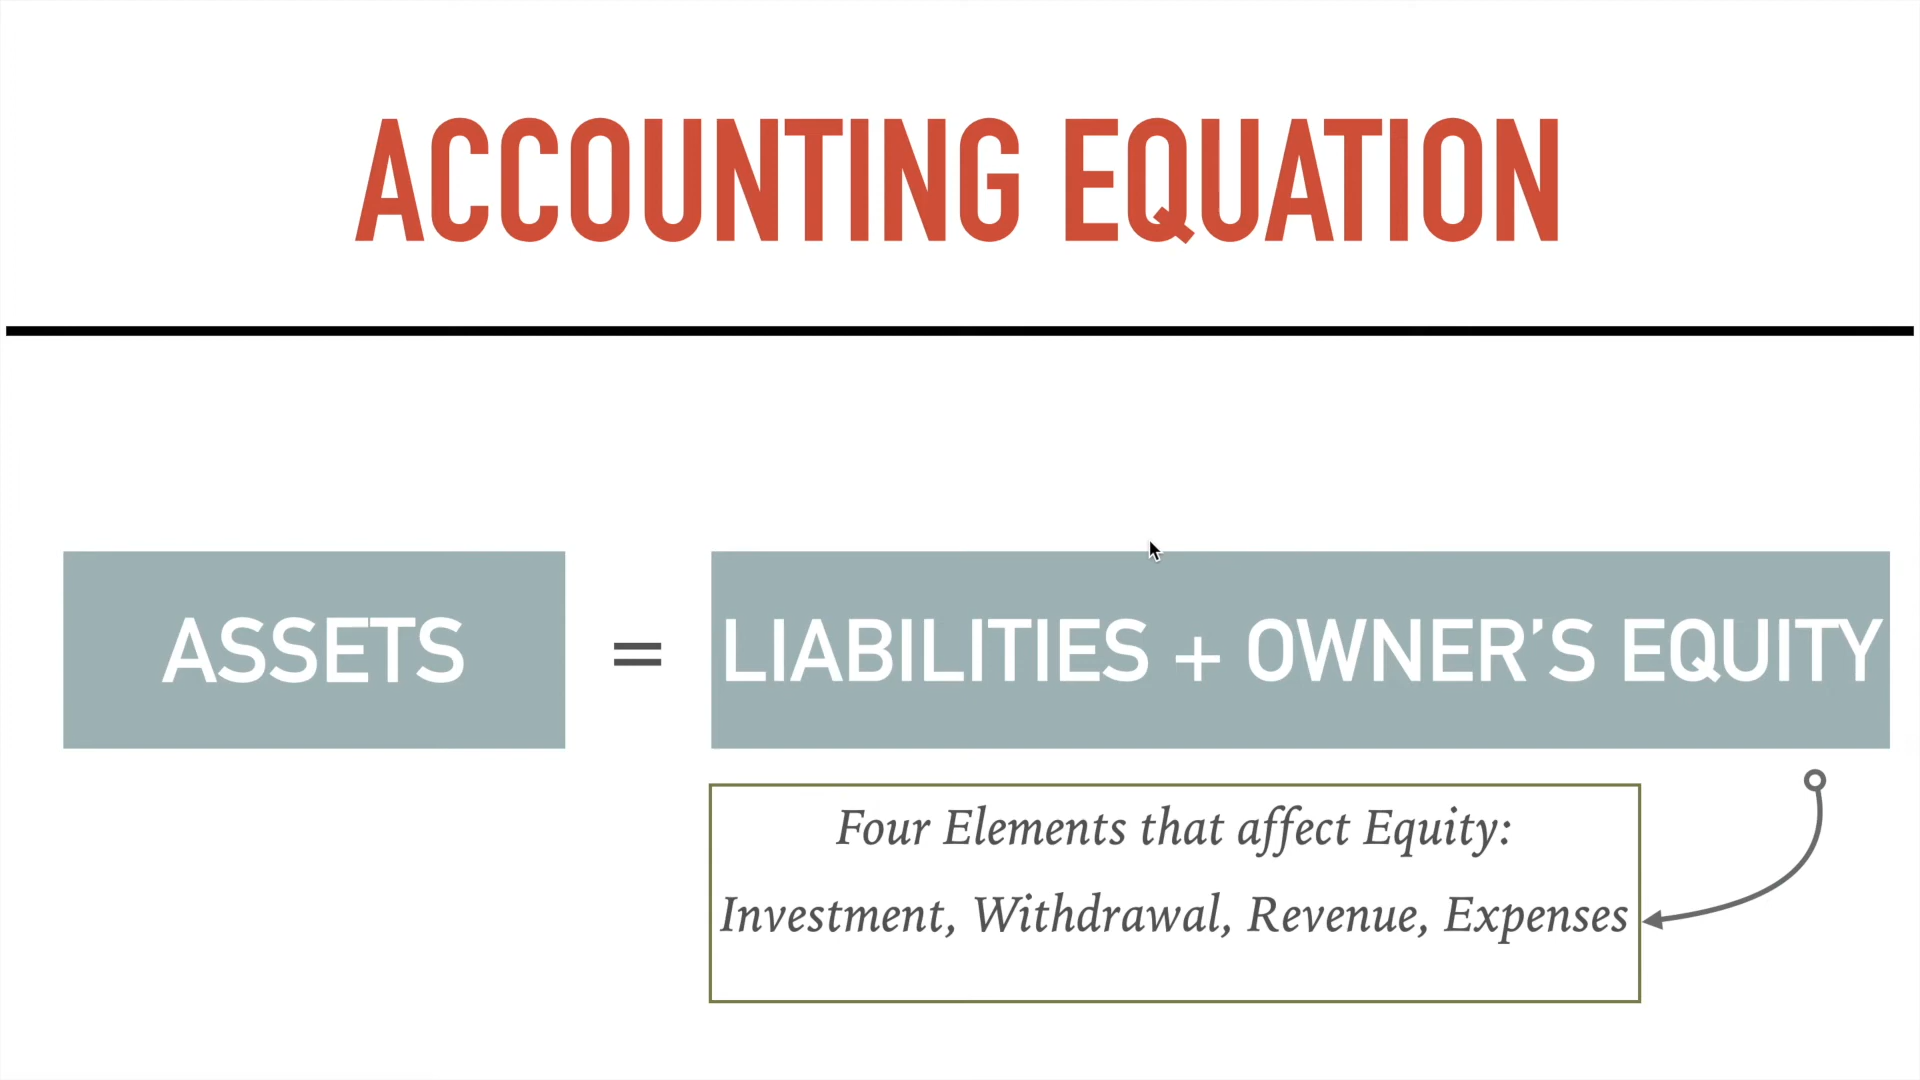 ACCOUNTING EQUATION
ASSETS = LIABILITIES + OWNER’S EQUITY
Four Elements that affect Equity:
Investment, Withdrawal, Revenue, Expenses